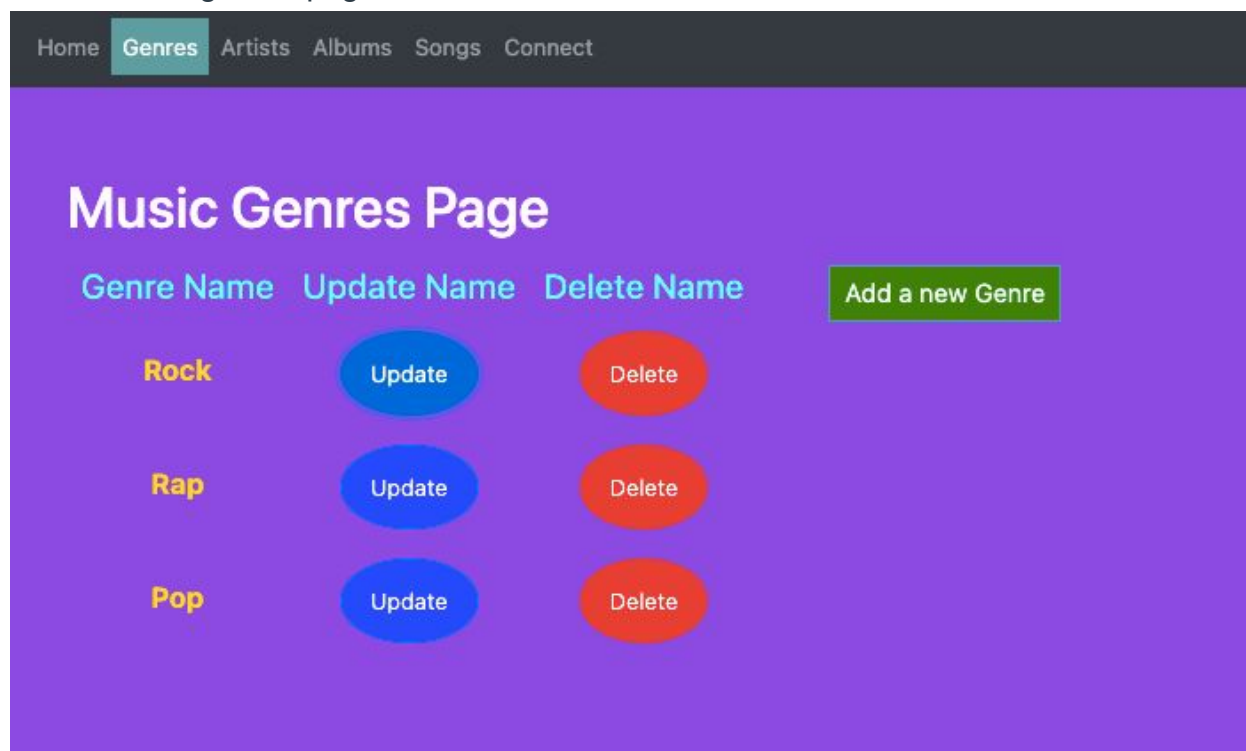 Home Genres Artists Albums Songs Connect
Music Genres Page
Genre Name Update Name Delete Name Add a new Genre
Rock Update Delete
Rap Update Delete
Pop Update Delete